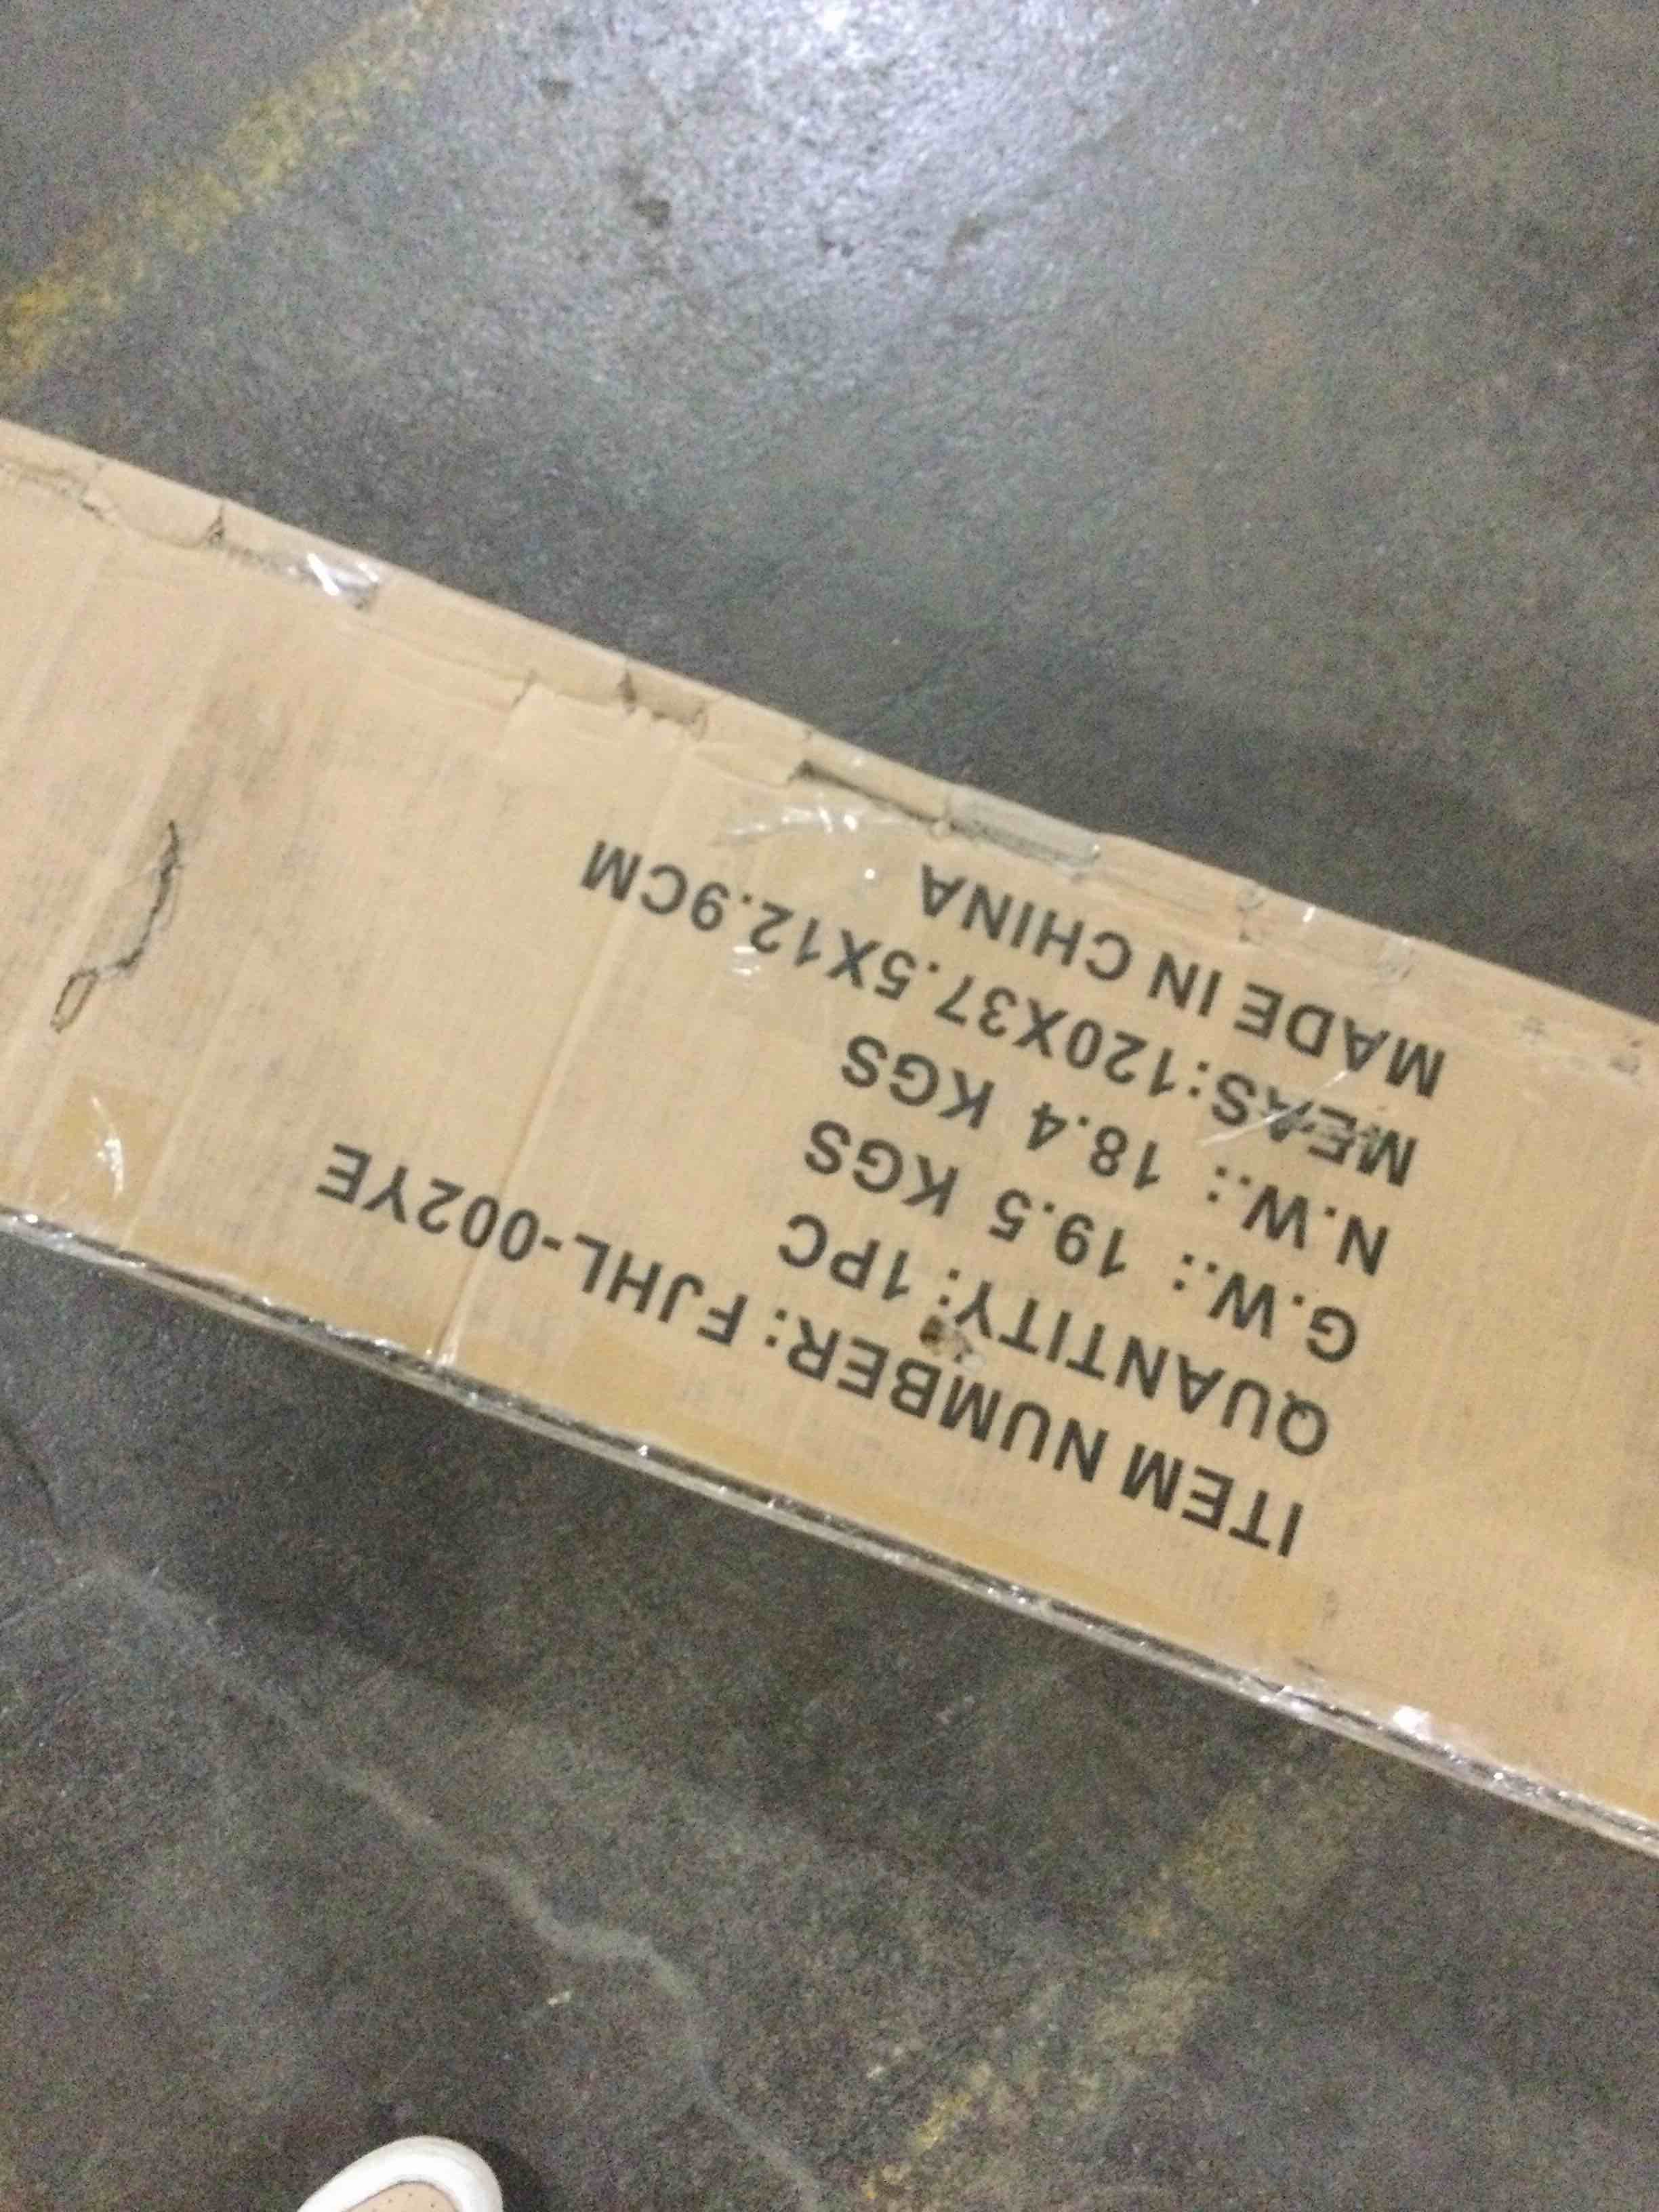 ITEM NUMBER: FJHL-002YE
QUANTITY: 1PC
G.W.: 19.5 KGS
N.W.: 18.4 KGS
MEAS:120X37.5X12.9CM
MADE IN CHINA